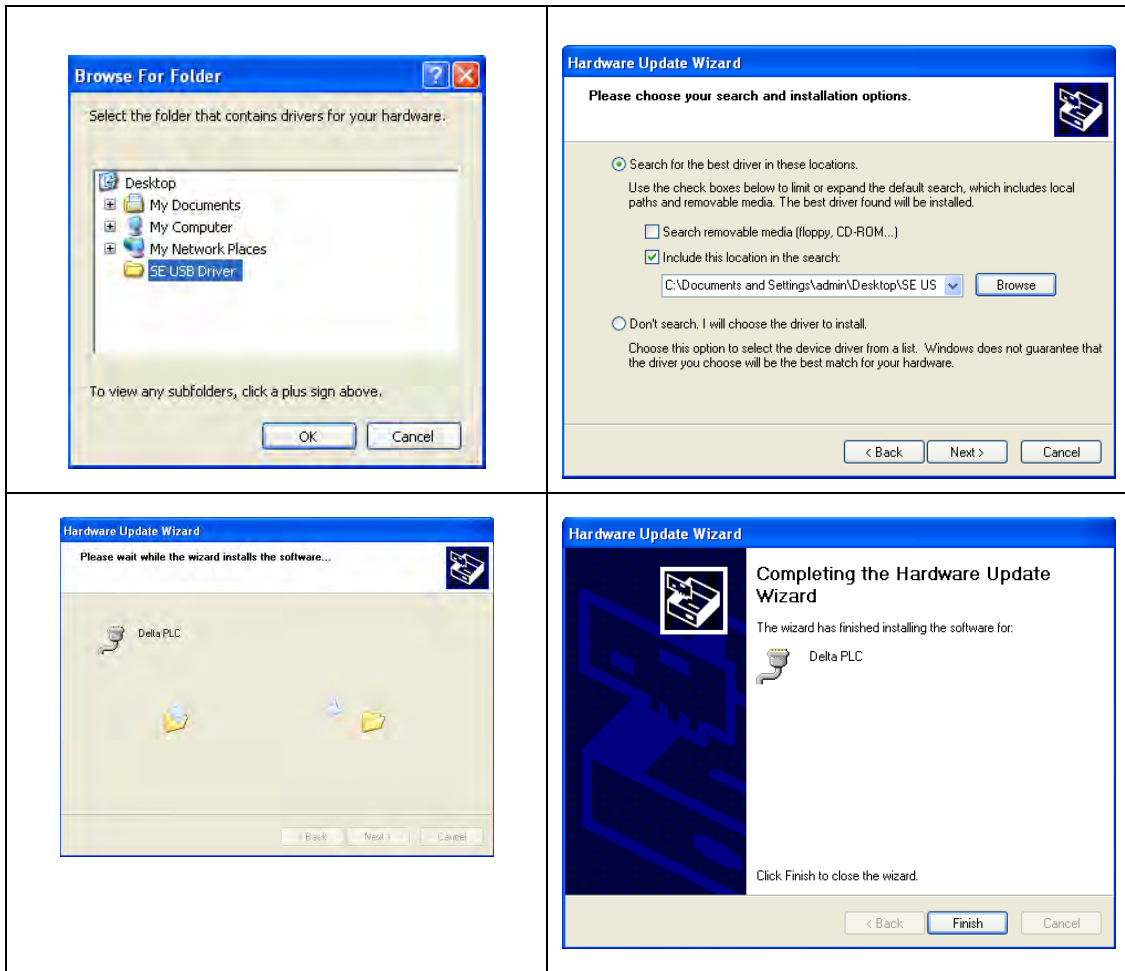 Browse For Folder
Select the folder that contains drivers for your hardware.
Desktop
My Documents
My Computer
My Network Places
SE USB Driver
To view any subfolders, click a plus sign above.
OK Cancel
Hardware Update Wizard
Please choose your search and installation options.
Search for the best driver in these locations.
Use the check boxes below to limit or expand the default search, which includes local
paths and removable media. The best driver found will be installed.
Search removable media (floppy, CD-ROM...)
Include this location in the search:
C:\Documents and Settings\admin\Desktop\SE US Browse
Don't search. I will choose the driver to install.
Choose this option to select the device driver from a list. Windows does not guarantee that
the driver you choose will be the best match for your hardware.
< Back Next > Cancel
Hardware Update Wizard
Please wait while the wizard installs the software...
Delta PLC
< Back Next > Cancel
Hardware Update Wizard
Completing the Hardware Update
Wizard
The wizard has finished installing the software for:
Delta PLC
Click Finish to close the wizard.
< Back Finish Cancel